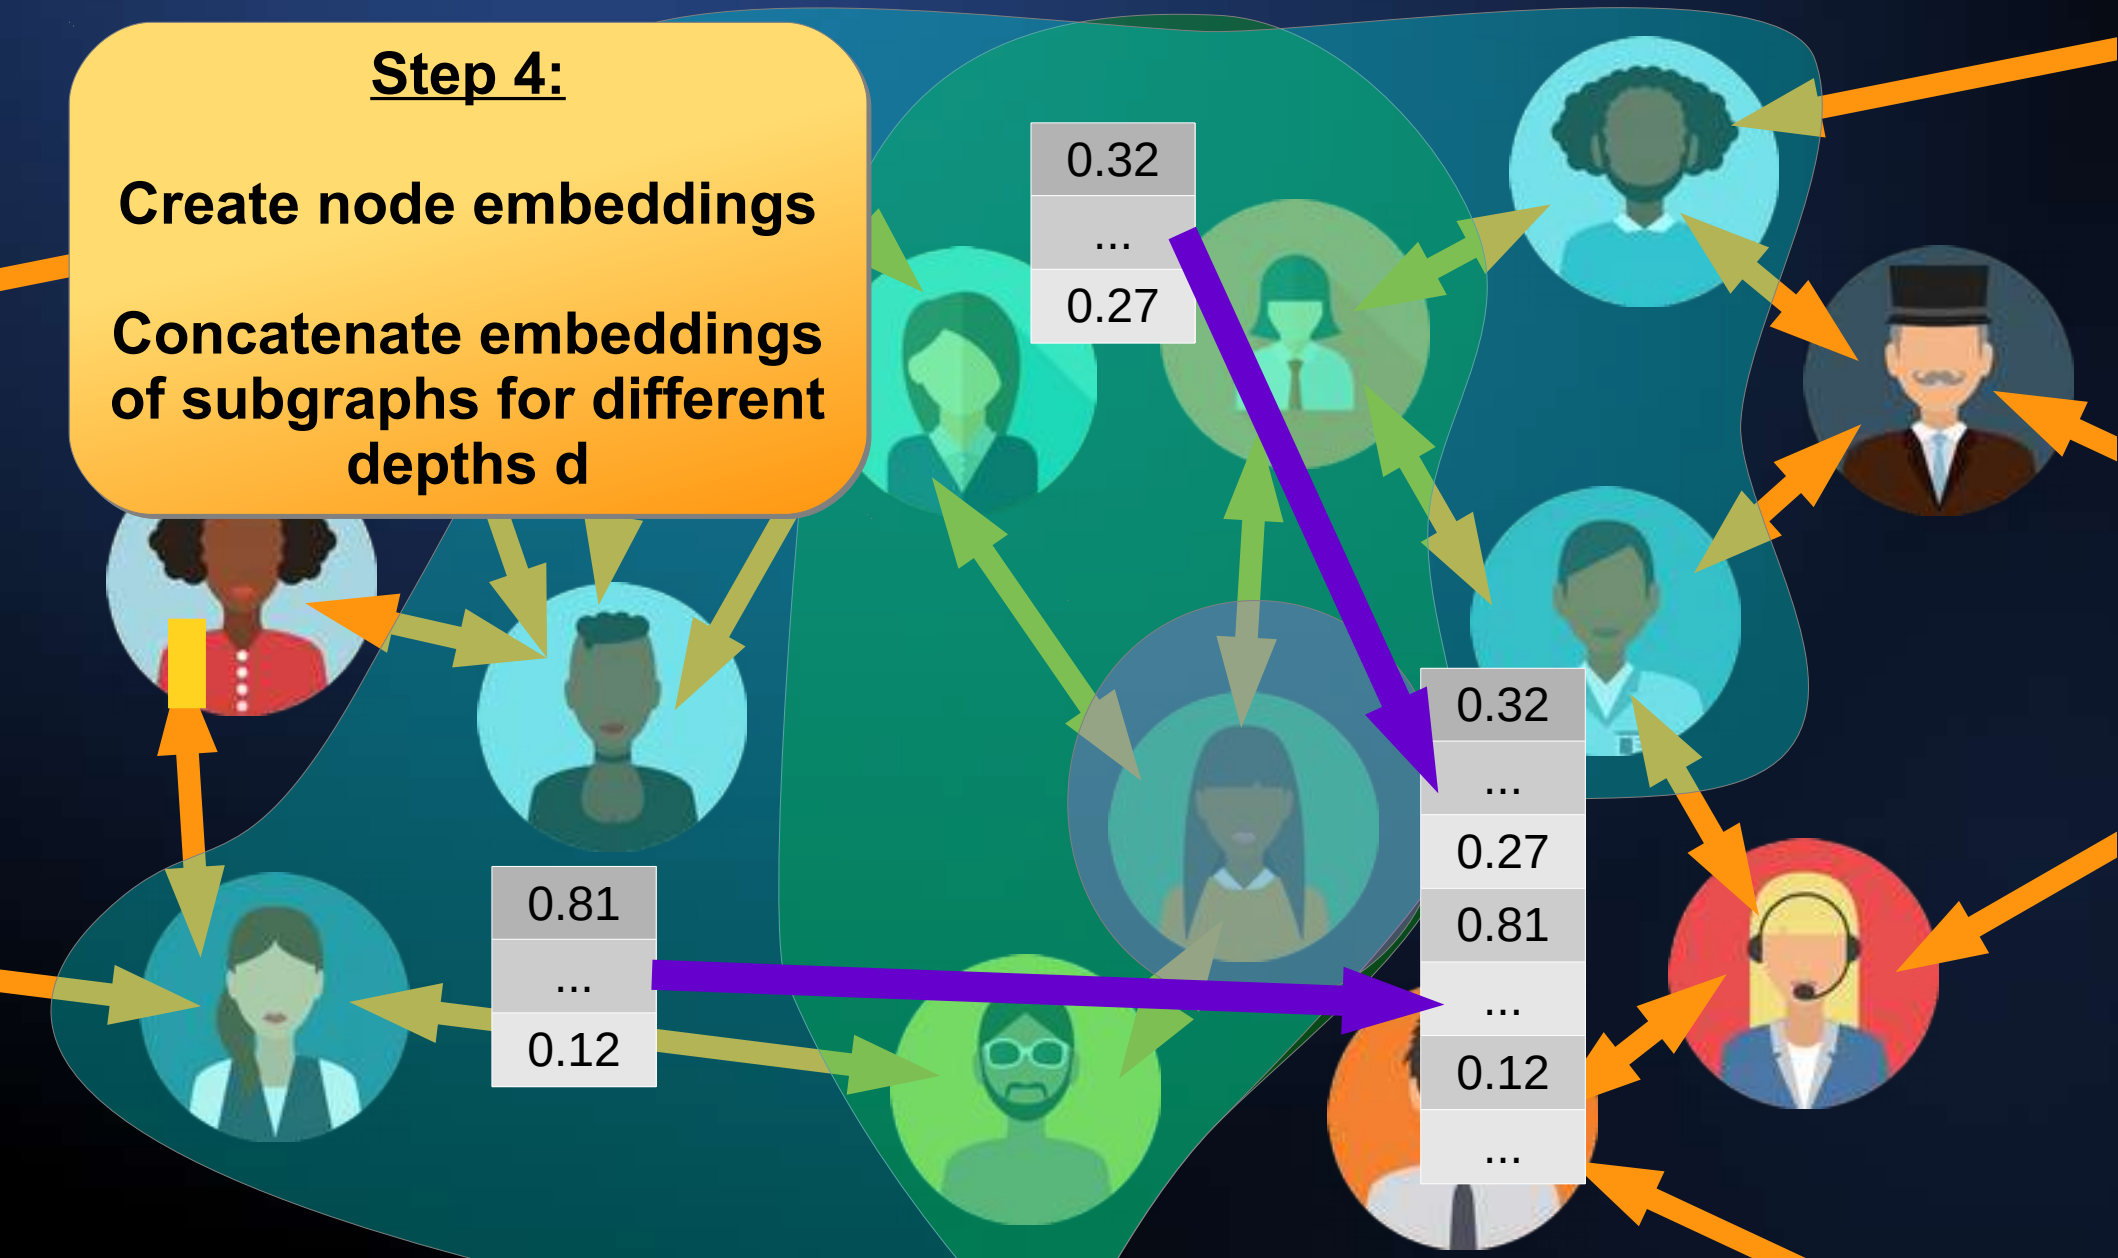 Step 4:
Create node embeddings
Concatenate embeddings
of subgraphs for different
depths d
0.32
...
0.27
0.32
...
0.27
0.81
...
0.12
...
0.81
...
0.12